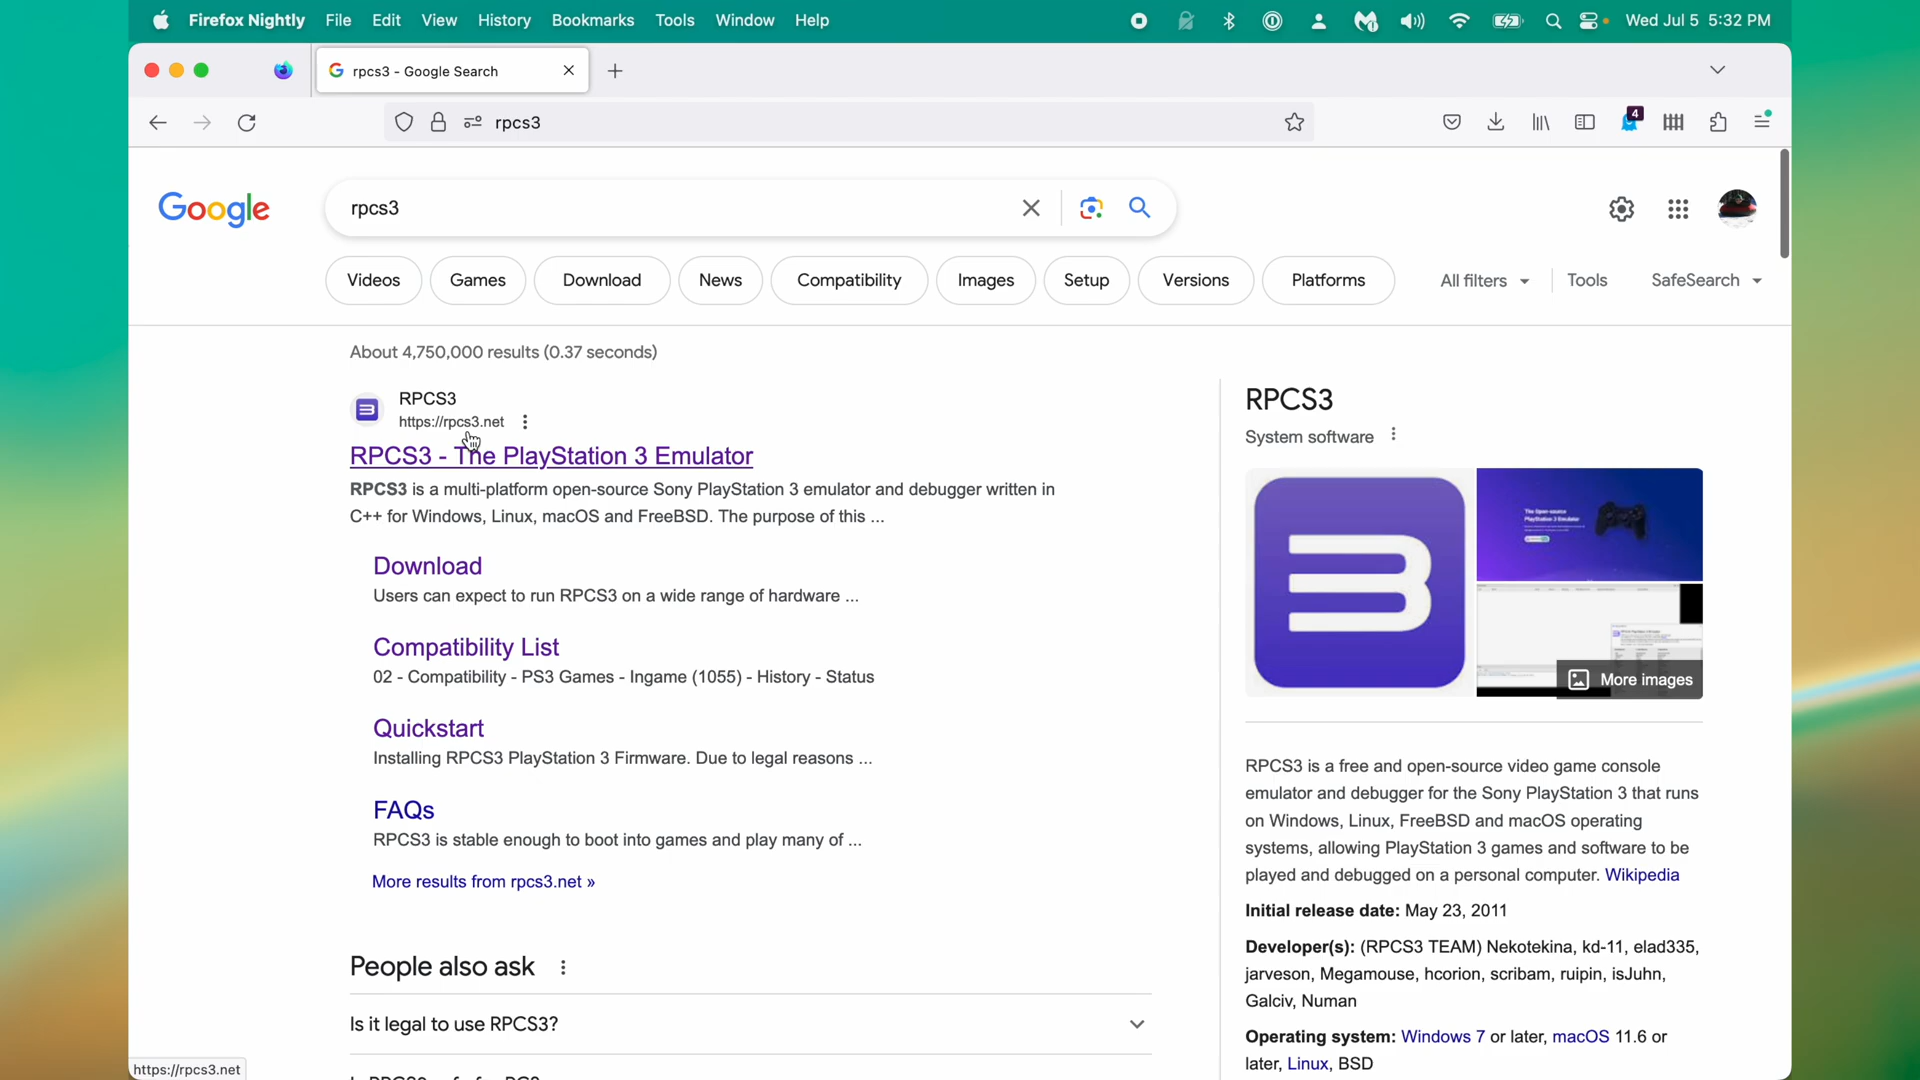 Firefox Nightly File Edit View History Bookmarks Tools Window Help Wed Jul 5 5:32 PM
rpcs3 - Google Search
rpcs3
4
Google
rpcs3
Videos Games Download News Compatibility Images Setup Versions Platforms All filters Tools SafeSearch
About 4,750,000 results (0.37 seconds)
RPCS3
https://rpcs3.net
RPCS3 - The PlayStation 3 Emulator
RPCS3 is a multi-platform open-source Sony PlayStation 3 emulator and debugger written in
C++ for Windows, Linux, macOS and FreeBSD. The purpose of this ...
Download
Users can expect to run RPCS3 on a wide range of hardware ...
Compatibility List
02 - Compatibility - PS3 Games - Ingame (1055) - History - Status
Quickstart
Installing RPCS3 PlayStation 3 Firmware. Due to legal reasons ...
FAQs
RPCS3 is stable enough to boot into games and play many of ...
More results from rpcs3.net »
People also ask
Is it legal to use RPCS3?
RPCS3
System software
The Open-source
PlayStation 3 Emulator
More images
RPCS3 is a free and open-source video game console
emulator and debugger for the Sony PlayStation 3 that runs
on Windows, Linux, FreeBSD and macOS operating
systems, allowing PlayStation 3 games and software to be
played and debugged on a personal computer. Wikipedia
Initial release date: May 23, 2011
Developer(s): (RPCS3 TEAM) Nekotekina, kd-11, elad335,
jarveson, Megamouse, hcorion, scribam, ruipin, isJuhn,
Galciv, Numan
Operating system: Windows 7 or later, macOS 11.6 or
later, Linux, BSD
https://rpcs3.net